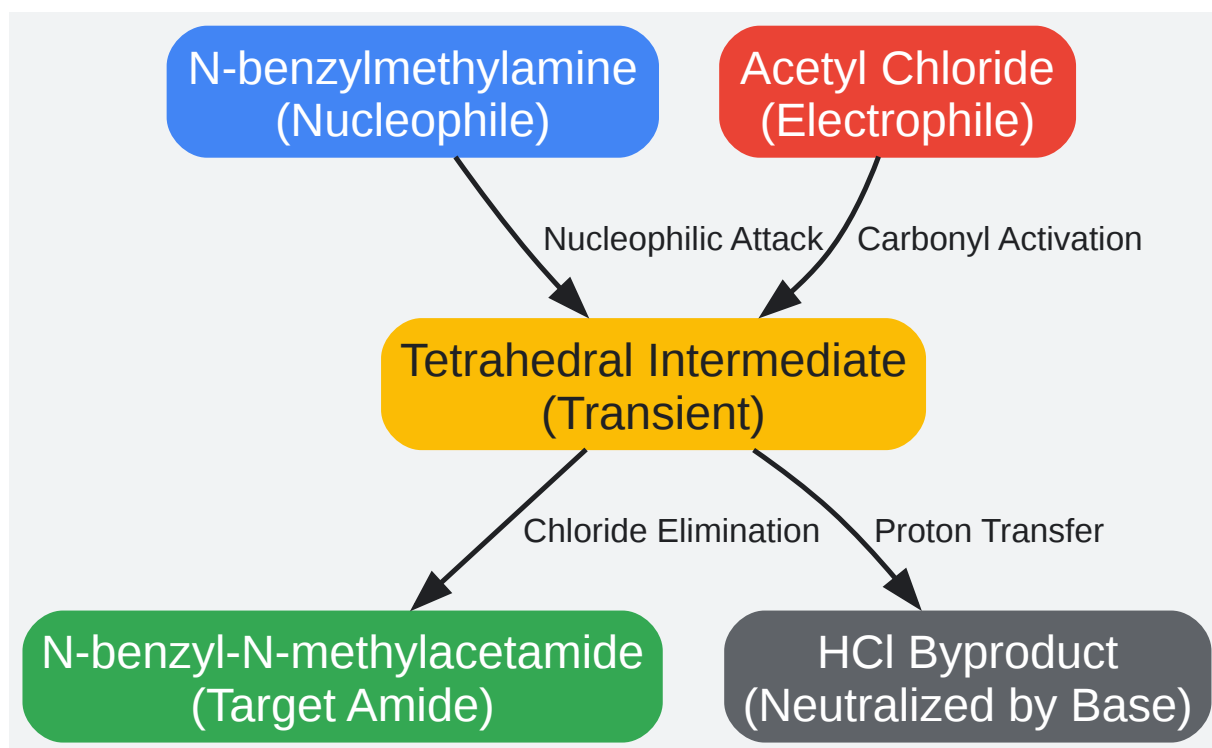 N-benzylmethylamine
(Nucleophile)
Acetyl Chloride
(Electrophile)
Nucleophilic Attack
Carbonyl Activation
Tetrahedral Intermediate
(Transient)
Chloride Elimination
Proton Transfer
N-benzyl-N-methylacetamide
(Target Amide)
HCl Byproduct
(Neutralized by Base)